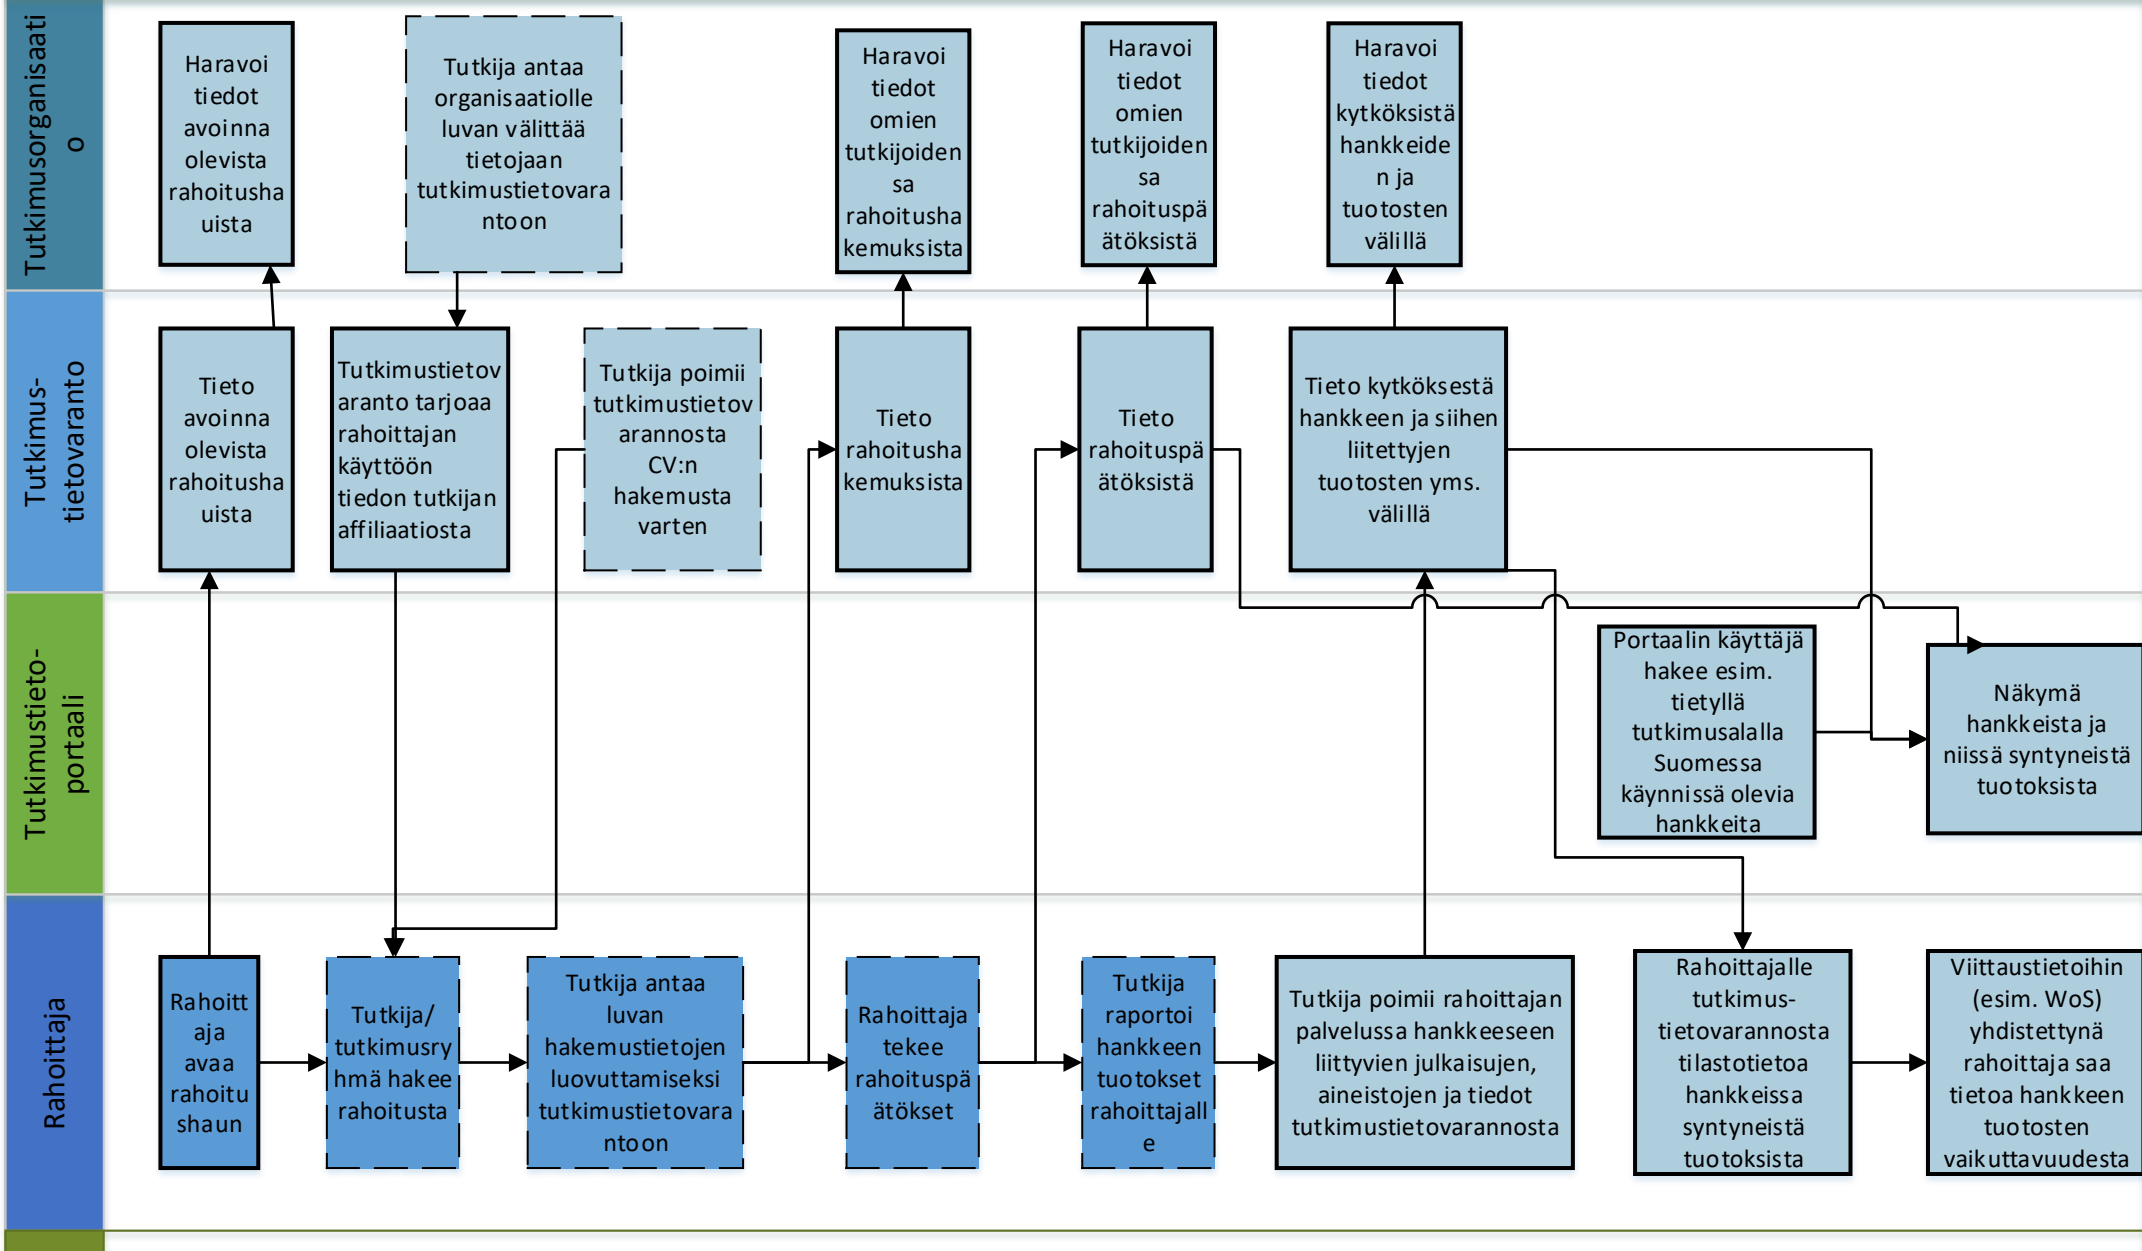 Tutkimusorganisaati
o
Haravoi
tiedot
avoinna
olevista
rahoitusha
uista
Tutkija antaa
organisaatiolle
luvan välittää
tietojaan
tutkimustietovara
ntoon
Haravoi
tiedot
omien
tutkijoiden
sa
rahoitusha
kemuksista
Haravoi
tiedot
omien
tutkijoiden
sa
rahoituspä
ätöksistä
Haravoi
tiedot
kytköksistä
hankkeide
n ja
tuotosten
välillä
Tutkimus-
tietovaranto
Tieto
avoinna
olevista
rahoitusha
uista
Tutkimustietov
aranto tarjoaa
rahoittajan
käyttöön
tiedon tutkijan
affiliaatiosta
Tutkija poimii
tutkimustietov
arannosta
CV:n
hakemusta
varten
Tieto
rahoitusha
kemuksista
Tieto
rahoituspä
ätöksistä
Tieto kytköksestä
hankkeen ja siihen
liitettyjen
tuotosten yms.
välillä
Tutkimustieto-
portaali
Portaalin käyttäjä
hakee esim.
tietyllä
tutkimusalalla
Suomessa
käynnissä olevia
hankkeita
Näkymä
hankkeista ja
niissä syntyneistä
tuotoksista
Rahoittaja
Rahoitt
aja
avaa
rahoitu
shaun
Tutkija/
tutkimusry
hmä hakee
rahoitusta
Tutkija antaa
luvan
hakemustietojen
luovuttamiseksi
tutkimustietovara
ntoon
Rahoittaja
tekee
rahoituspä
ätökset
Tutkija
raportoi
hankkeen
tuotokset
rahoittajall
e
Tutkija poimii rahoittajan
palvelussa hankkeeseen
liittyvien julkaisujen,
aineistojen ja tiedot
tutkimustietovarannosta
Rahoittajalle
tutkimus-
tietovarannosta
tilastotietoa
hankkeissa
syntyneistä
tuotoksista
Viittaustietoihin
(esim. WoS)
yhdistettynä
rahoittaja saa
tietoa hankkeen
tuotosten
vaikuttavuudesta